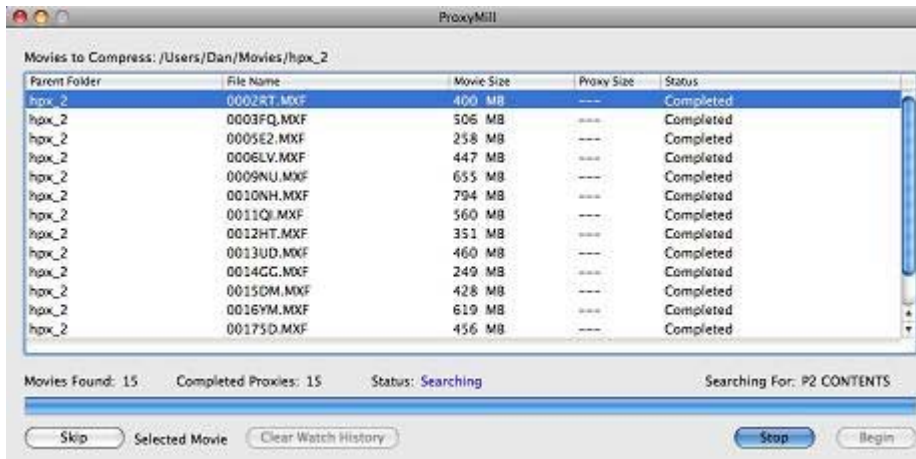 ProxyMill
Movies to Compress: /Users/Dan/Movies/hpx_2
Parent Folder File Name Movie Size Proxy Size Status
hpx_2 0002RT.MXF 400 MB --- Completed
hpx_2 0003FQ.MXF 506 MB --- Completed
hpx_2 0005E2.MXF 258 MB --- Completed
hpx_2 0006LV.MXF 447 MB --- Completed
hpx_2 0009NU.MXF 655 MB --- Completed
hpx_2 0010NH.MXF 794 MB --- Completed
hpx_2 0011QI.MXF 560 MB --- Completed
hpx_2 0012HT.MXF 351 MB --- Completed
hpx_2 0013UD.MXF 460 MB --- Completed
hpx_2 0014GG.MXF 249 MB --- Completed
hpx_2 0015DM.MXF 428 MB --- Completed
hpx_2 0016YM.MXF 619 MB --- Completed
hpx_2 00175D.MXF 456 MB --- Completed
Movies Found: 15 Completed Proxies: 15 Status: Searching Searching For: P2 CONTENTS
Skip Selected Movie Clear Watch History Stop Begin